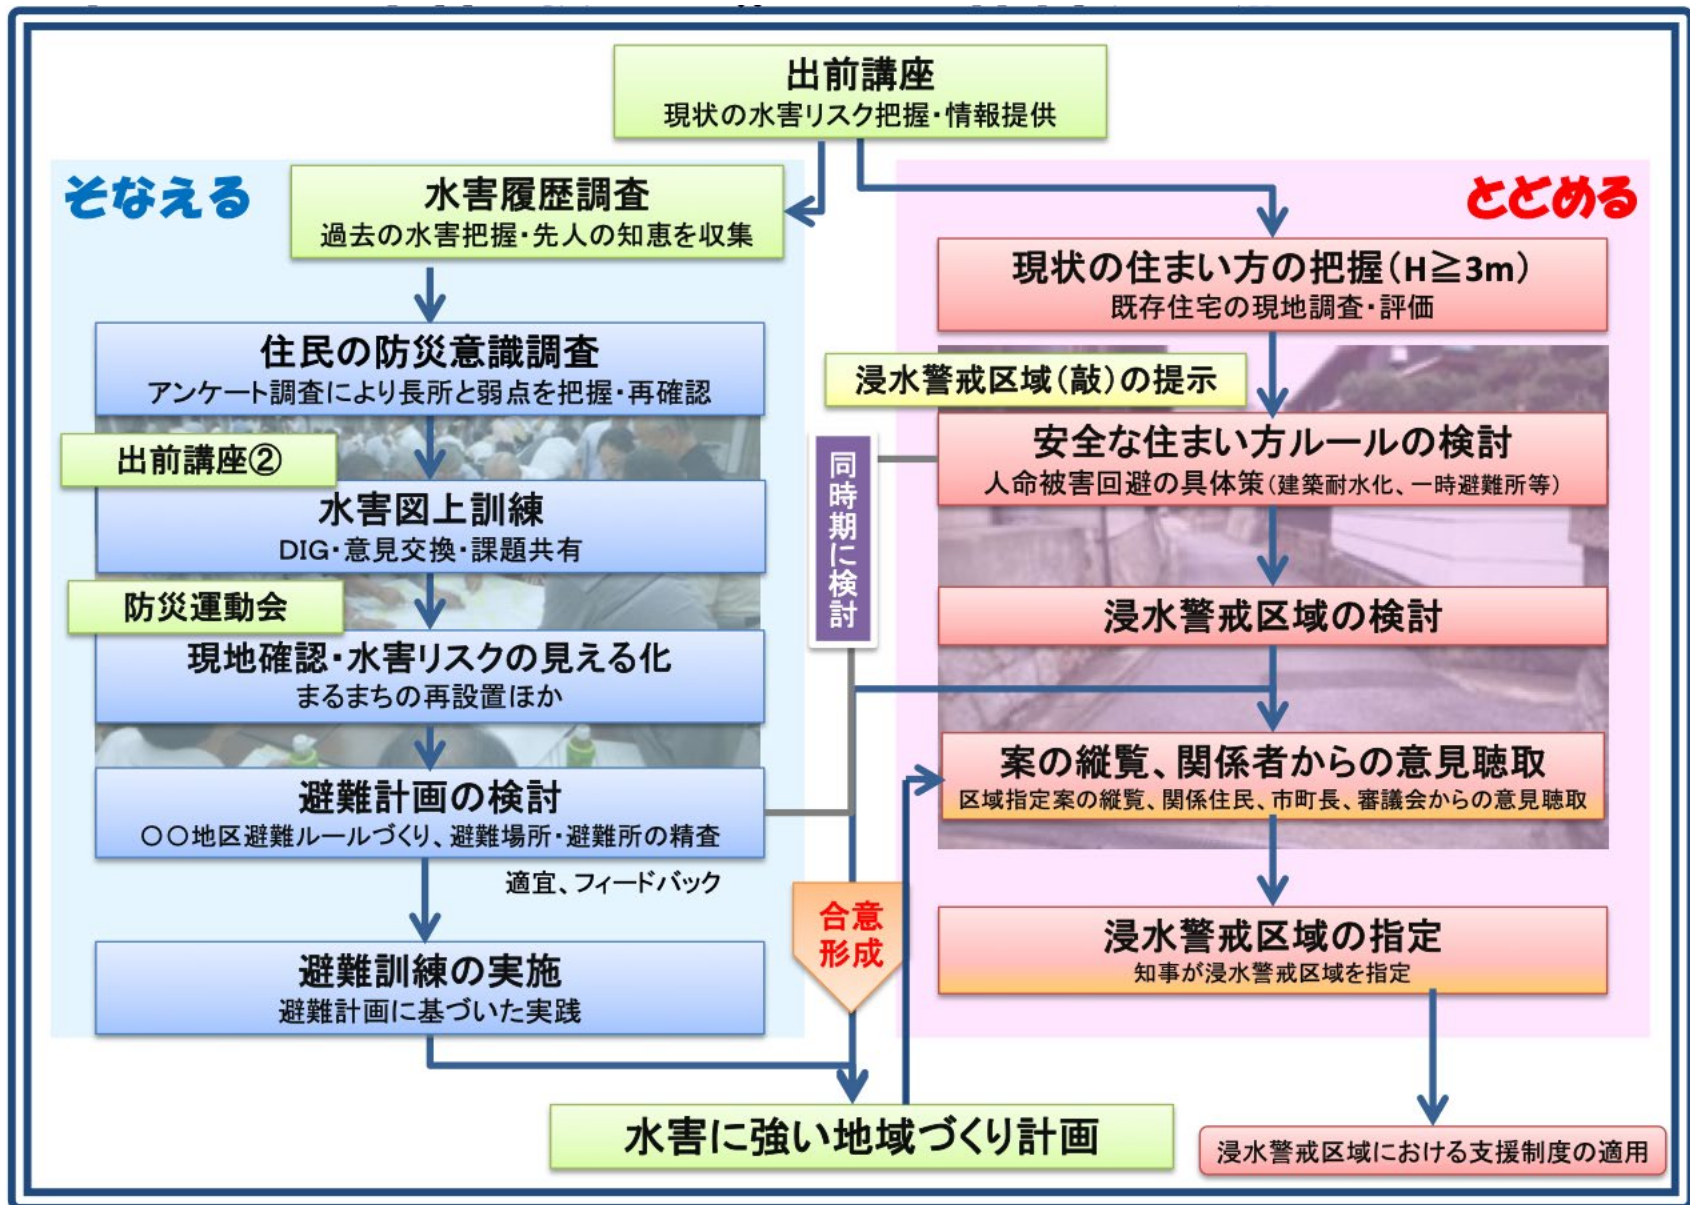 出前講座
現状の水害リスク把握・情報提供
そなえる
水害履歴調査
過去の水害把握・先人の知恵を収集
住民の防災意識調査
アンケート調査により長所と弱点を把握・再確認
出前講座②
水害図上訓練
DIG・意見交換・課題共有
防災運動会
現地確認・水害リスクの見える化
まるまちの再設置ほか
避難計画の検討
〇〇地区避難ルールづくり、避難場所・避難所の精査
適宜、フィードバック
避難訓練の実施
避難計画に基づいた実践
同時期に検討
合意
形成
とどめる
現状の住まい方の把握(H≧3m)
既存住宅の現地調査・評価
浸水警戒区域(敲)の提示
安全な住まい方ルールの検討
人命被害回避の具体策(建築耐水化、一時避難所等)
浸水警戒区域の検討
案の縦覧、関係者からの意見聴取
区域指定案の縦覧、関係住民、市町長、審議会からの意見聴取
浸水警戒区域の指定
知事が浸水警戒区域を指定
水害に強い地域づくり計画
浸水警戒区域における支援制度の適用